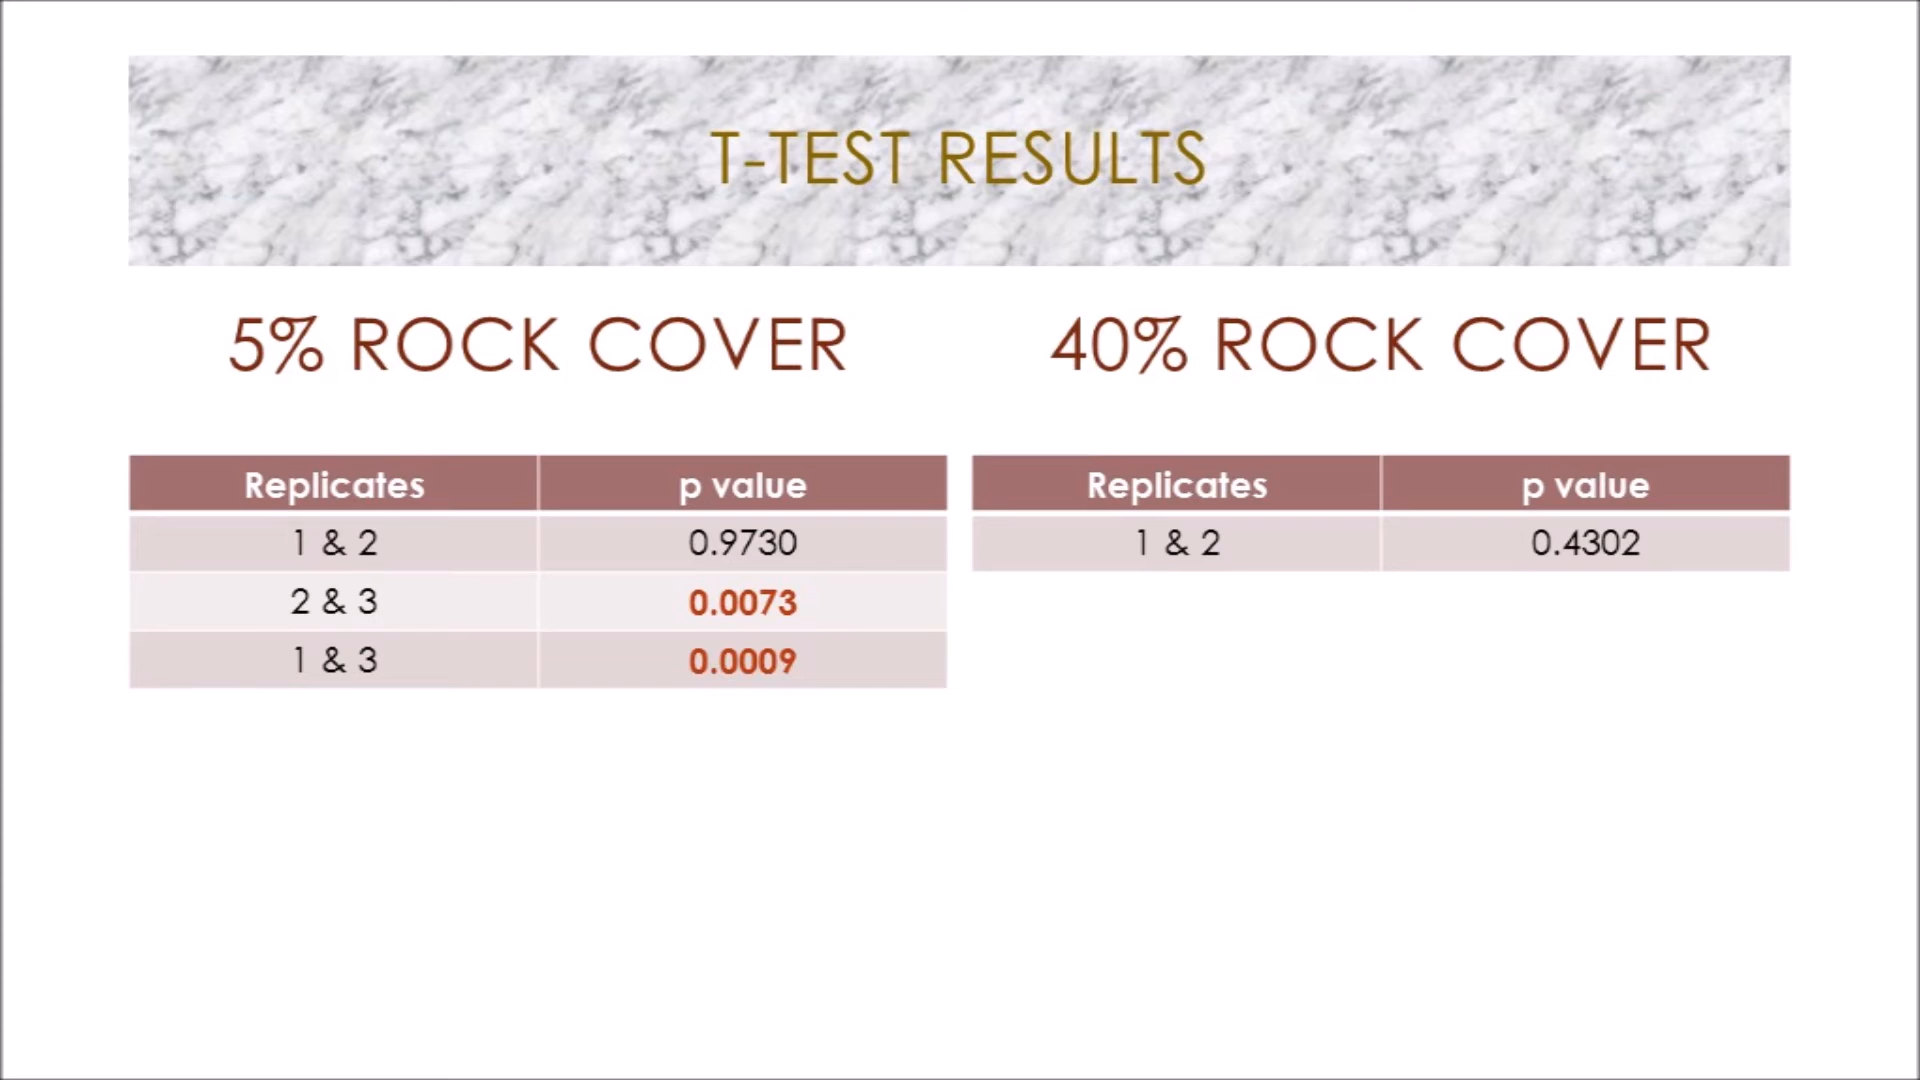 T-TEST RESULTS
5% ROCK COVER
Replicates p value
1 & 2 0.9730
2 & 3 0.0073
1 & 3 0.0009
40% ROCK COVER
Replicates p value
1 & 2 0.4302